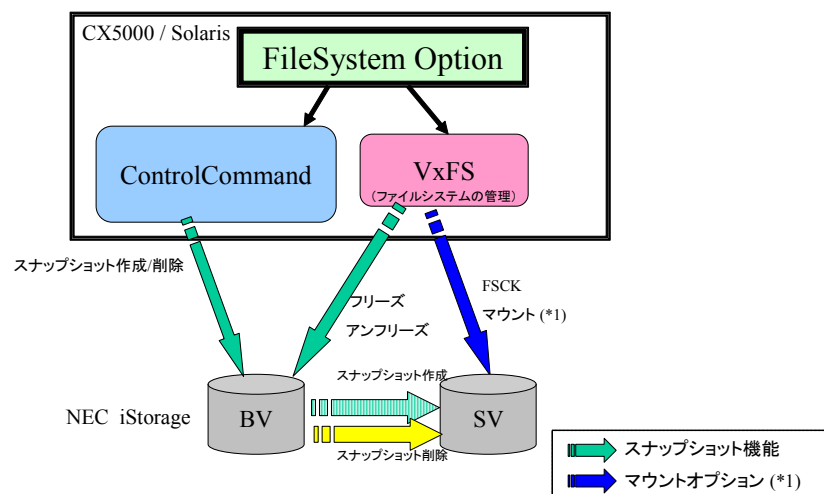 CX5000 / Solaris
FileSystem Option
ControlCommand
VxFS
(ファイルシステムの管理)
スナップショット作成/削除
フリーズ
アンフリーズ
FSCK
マウント (*1)
スナップショット作成
NEC iStorage
BV
SV
スナップショット削除
スナップショット機能
マウントオプション (*1)